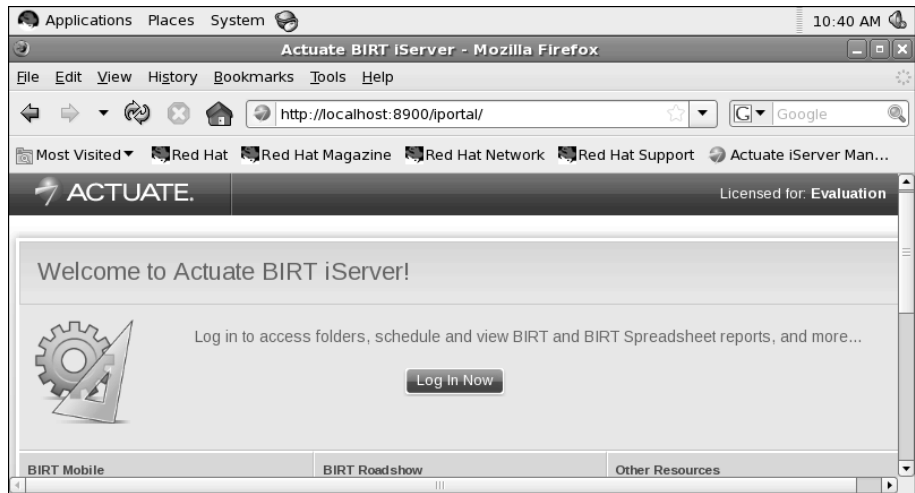 Applications Places System 10:40 AM
Actuate BIRT iServer - Mozilla Firefox
File Edit View History Bookmarks Tools Help
http://localhost:8900/iportal/ G Google
Most Visited Red Hat Red Hat Magazine Red Hat Network Red Hat Support Actuate iServer Man...
ACTUATE. Licensed for: Evaluation
Welcome to Actuate BIRT iServer!
Log in to access folders, schedule and view BIRT and BIRT Spreadsheet reports, and more...
Log In Now
BIRT Mobile BIRT Roadshow Other Resources